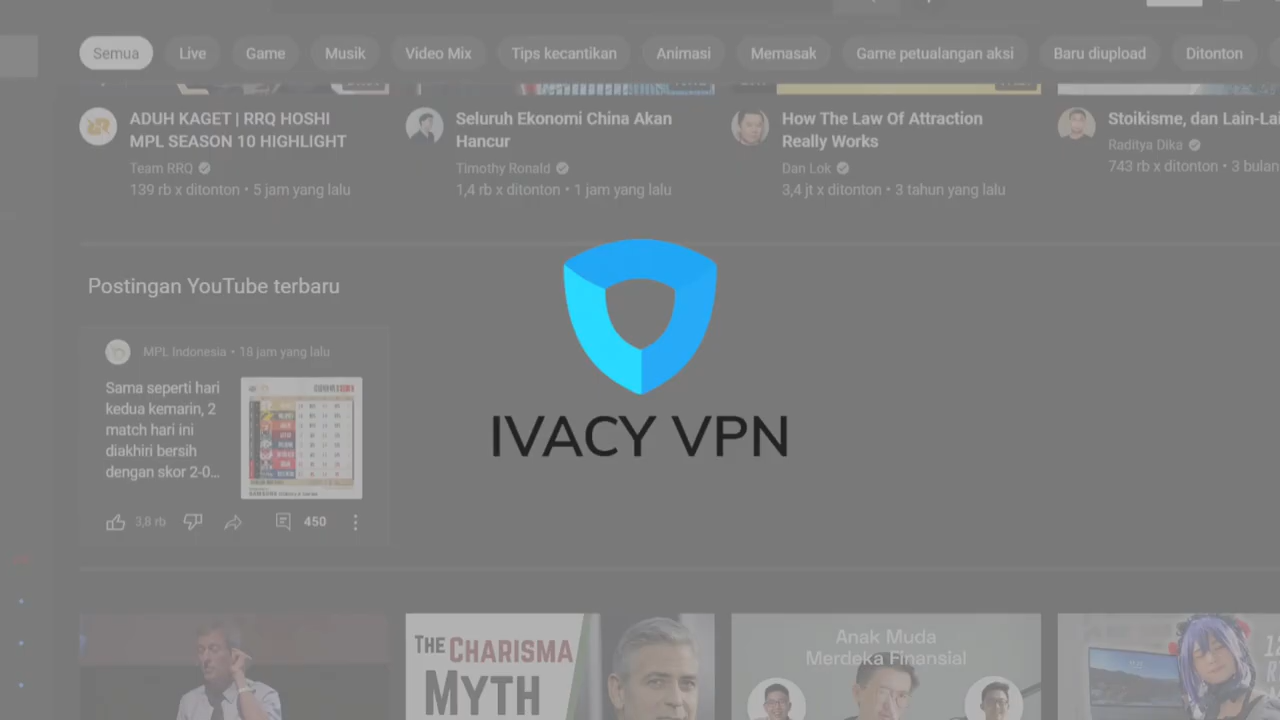 Semua
Live
Game
Musik
Video Mix
Tips kecantikan
Animasi
Memasak
Game petualangan aksi
Baru diupload
Ditonton
ADUH KAGET | RRQ HOSHI
MPL SEASON 10 HIGHLIGHT
Team RRQ
139 rb x ditonton • 5 jam yang lalu
Seluruh Ekonomi China Akan
Hancur
Timothy Ronald
1,4 rb x ditonton • 1 jam yang lalu
How The Law Of Attraction
Really Works
Dan Lok
3,4 jt x ditonton • 3 tahun yang lalu
Stoikisme, dan Lain-Lai
Raditya Dika
743 rb x ditonton • 3 bulan
Postingan YouTube terbaru
MPL Indonesia • 18 jam yang lalu
Sama seperti hari
kedua kemarin, 2
match hari ini
diakhiri bersih
dengan skor 2-0...
3,8 rb
450
IVACY VPN
THE CHARISMA
MYTH
Anak Muda
Merdeka Finansial